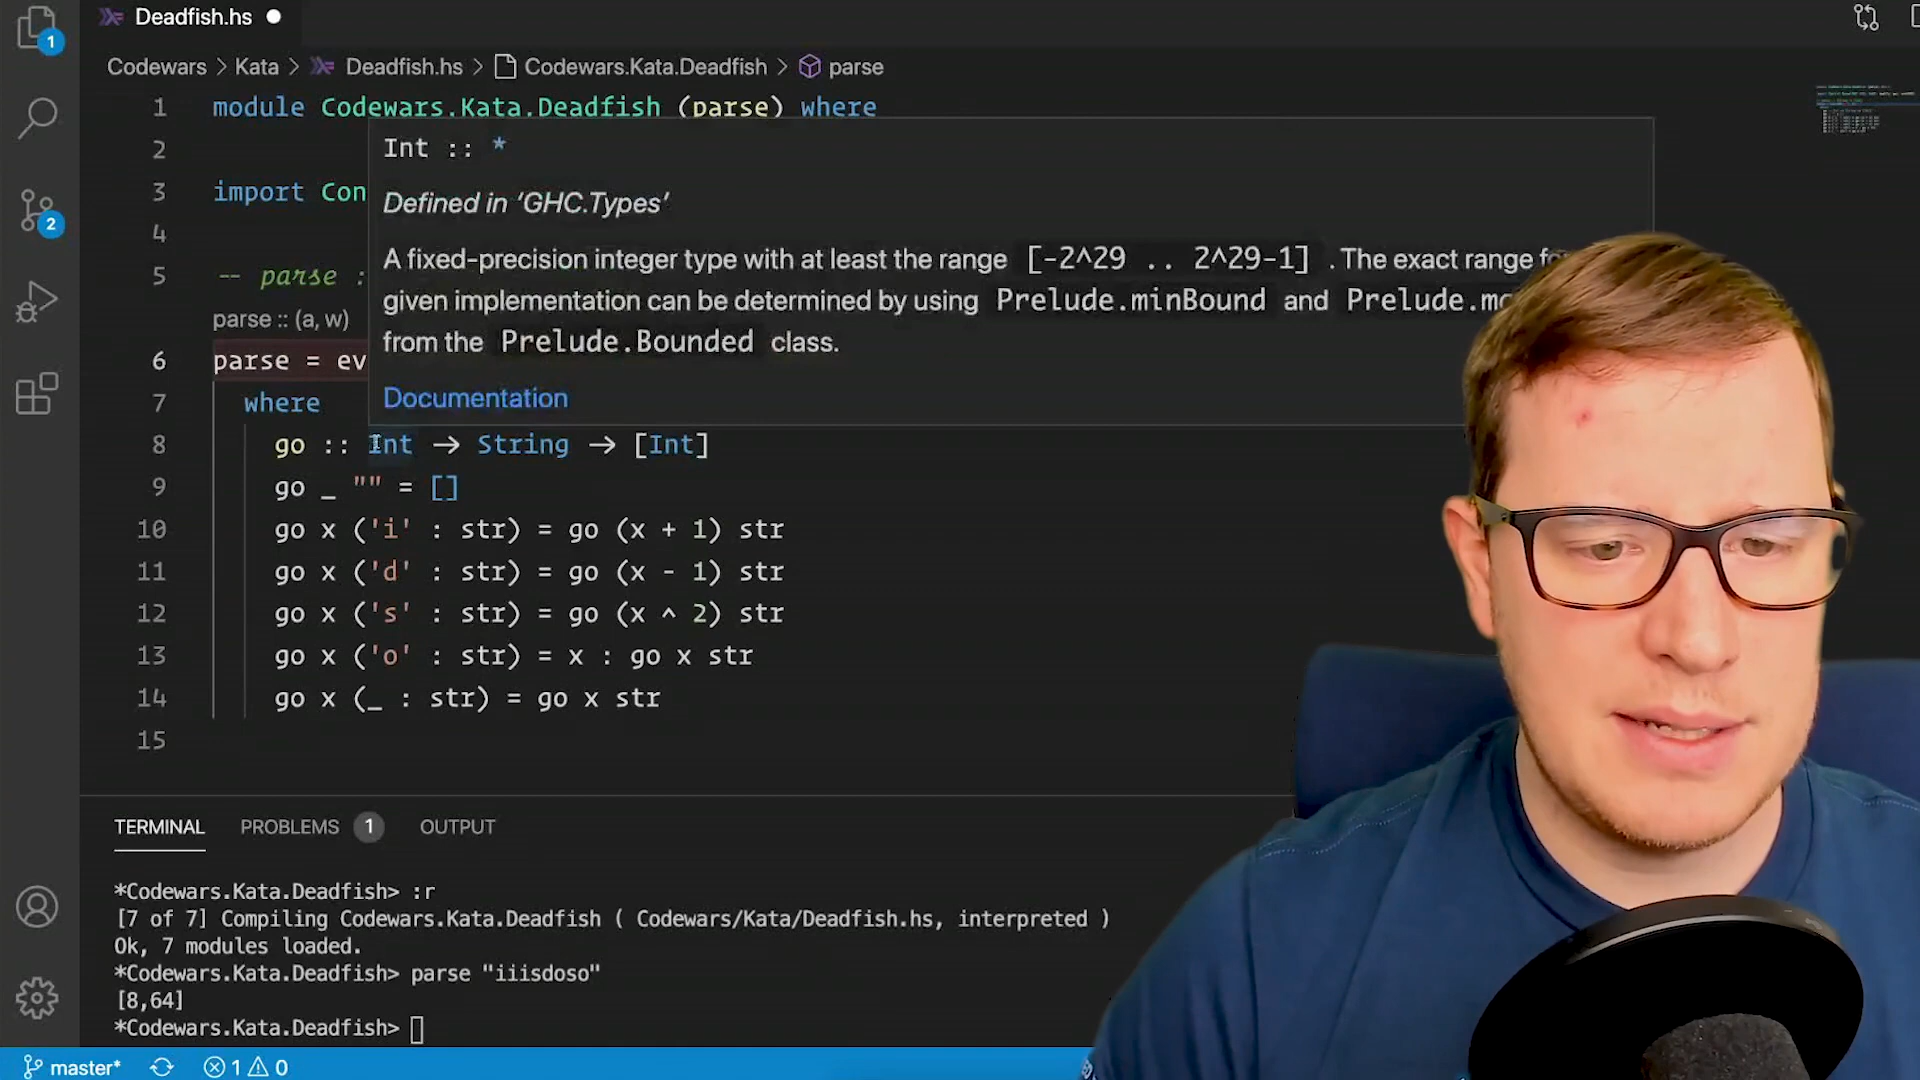 1
2
Deadfish.hs
Codewars > Kata > Deadfish.hs > Codewars.Kata.Deadfish > parse
1 module Codewars.Kata.Deadfish (parse) where
2
3 import Con
4
5 -- parse :
parse :: (a, w)
6 parse = ev
7 where
8 go :: Int → String → [Int]
9 go _ "" = []
10 go x ('i' : str) = go (x + 1) str
11 go x ('d' : str) = go (x - 1) str
12 go x ('s' : str) = go (x ^ 2) str
13 go x ('o' : str) = x : go x str
14 go x (_ : str) = go x str
15
Int :: *
Defined in ‘GHC.Types’
A fixed-precision integer type with at least the range [-2^29 .. 2^29-1] . The exact range
given implementation can be determined by using Prelude.minBound and
from the Prelude.Bounded class.
Documentation
TERMINAL PROBLEMS 1 OUTPUT
*Codewars.Kata.Deadfish> :r
[7 of 7] Compiling Codewars.Kata.Deadfish ( Codewars/Kata/Deadfish.hs, interpreted )
Ok, 7 modules loaded.
*Codewars.Kata.Deadfish> parse "iiisdoso"
[8,64]
*Codewars.Kata.Deadfish>
master* 1 0